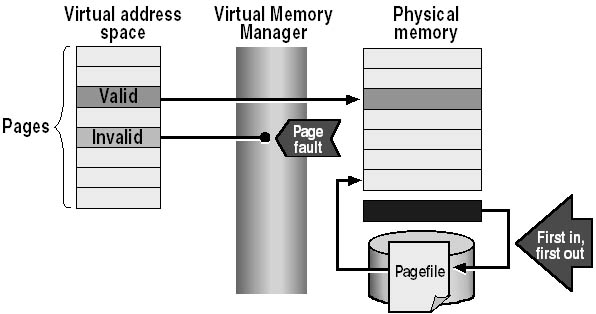 Virtual address
space
Virtual Memory
Manager
Physical
memory
Pages
Valid
Invalid
Page
fault
First in,
first out
Pagefile